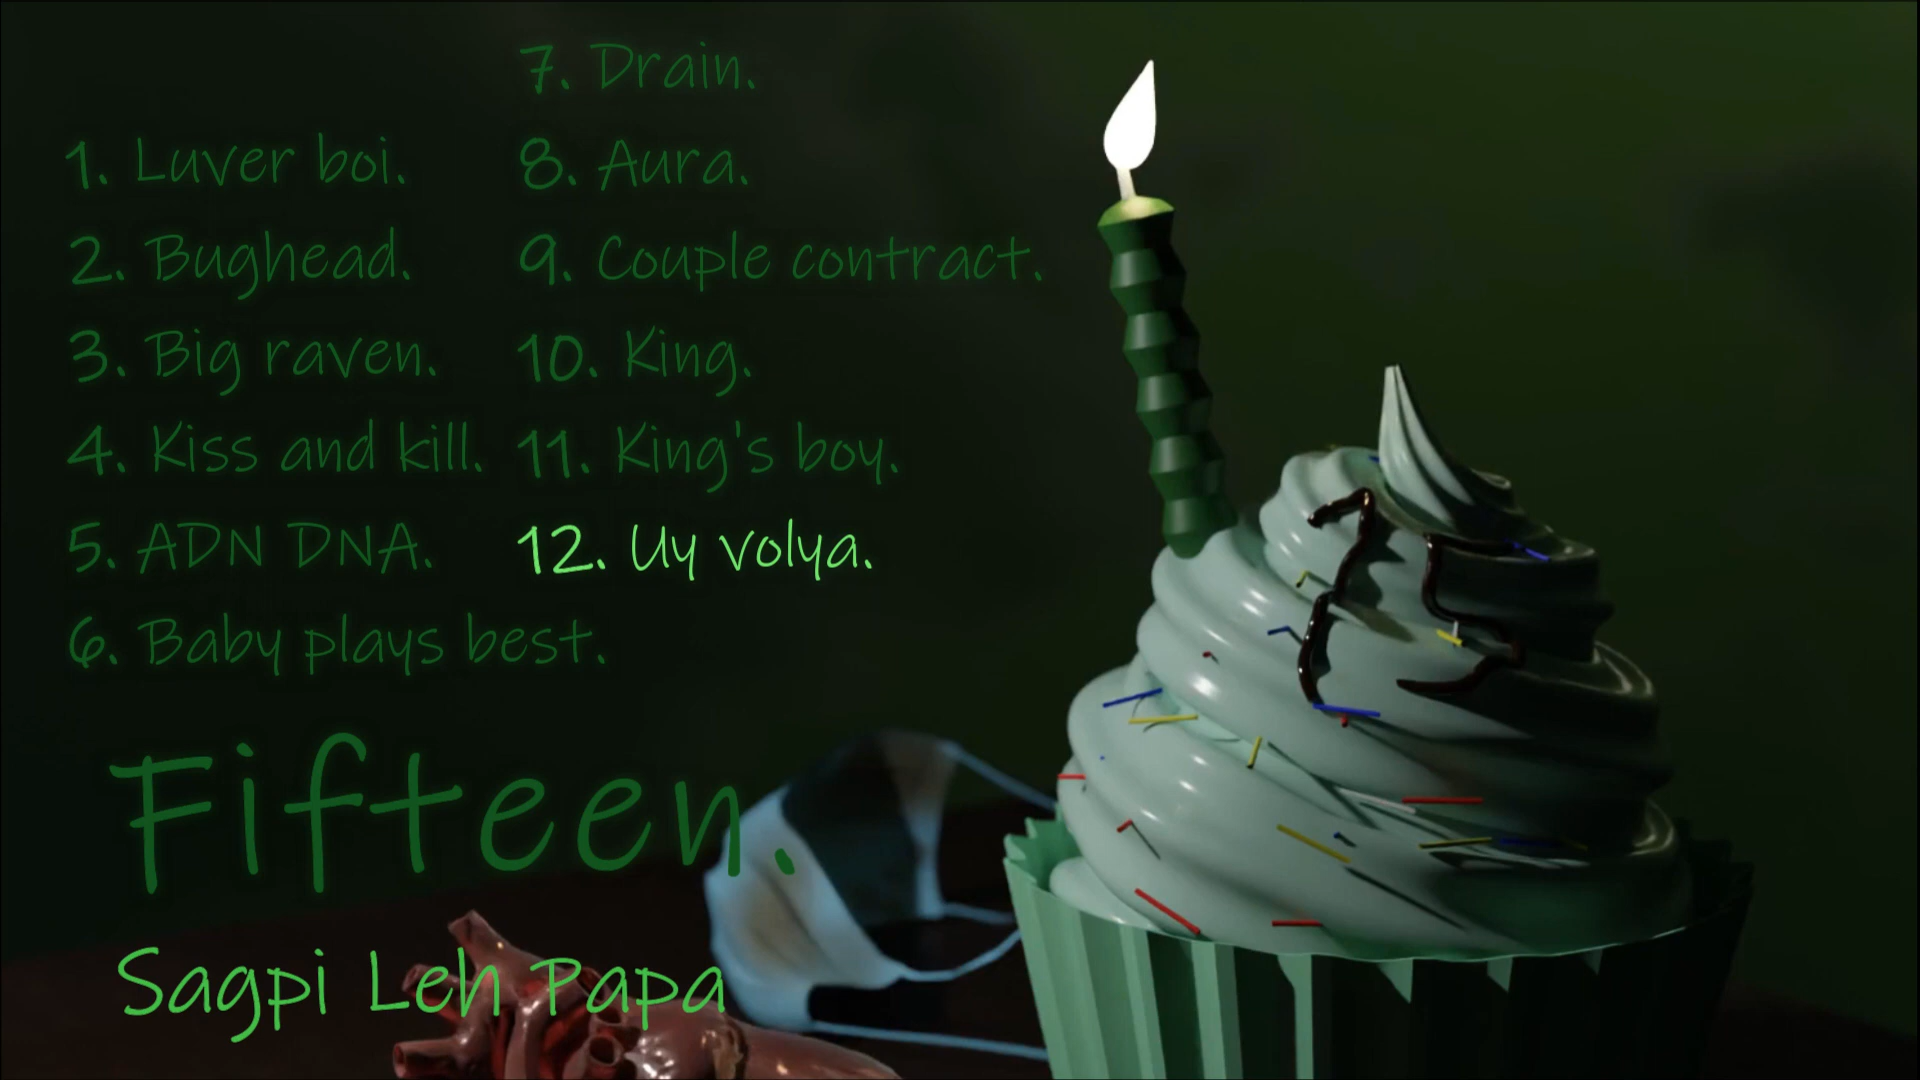 1. Luver boi.
2. Bughead.
3. Big raven.
4. Kiss and kill.
5. ADN DNA.
6. Baby plays best.
7. Drain.
8. Aura.
9. Couple contract.
10. King.
11. King's boy.
12. Uy volya.
Fifteen.
Sagpi Leh Papa